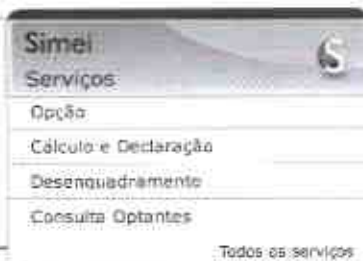 Simei
Serviços
Opção
Cálculo e Declaração
Desenquadramento
Consulta Optantes
Todos os serviços